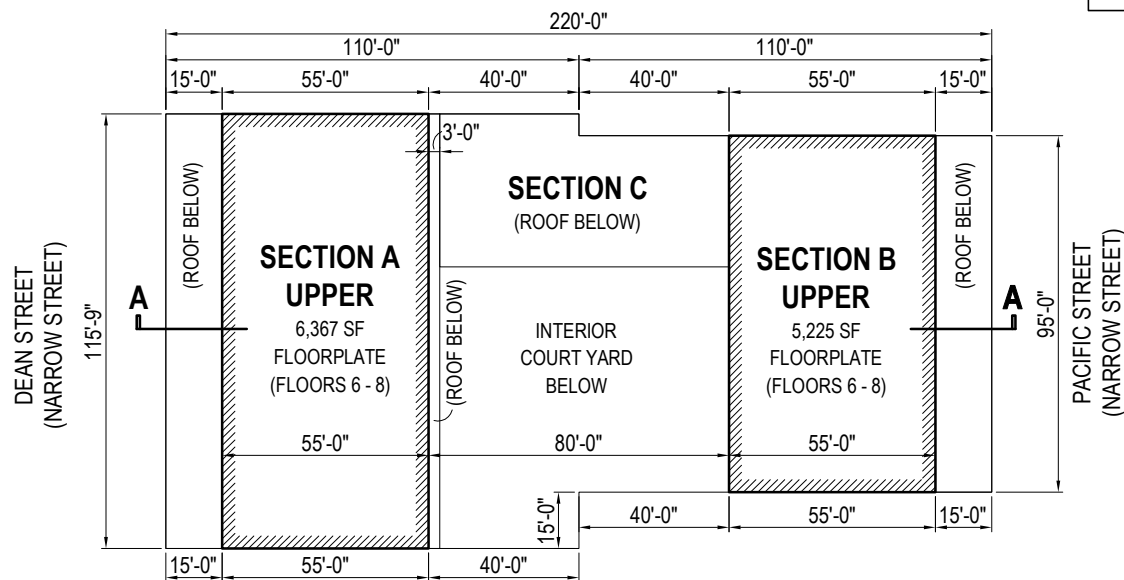 220'-0"
110'-0"
110'-0"
15'-0"
55'-0"
40'-0"
40'-0"
55'-0"
15'-0"
3'-0"
(ROOF BELOW)
SECTION C
(ROOF BELOW)
(ROOF BELOW)
DEAN STREET
(NARROW STREET)
115'-9"
A
SECTION A
UPPER
6,367 SF
FLOORPLATE
(FLOORS 6 - 8)
(ROOF BELOW)
INTERIOR
COURT YARD
BELOW
SECTION B
UPPER
5,225 SF
FLOORPLATE
(FLOORS 6 - 8)
A
95'-0"
PACIFIC STREET
(NARROW STREET)
55'-0"
80'-0"
55'-0"
15'-0"
40'-0"
55'-0"
15'-0"
15'-0"
55'-0"
40'-0"